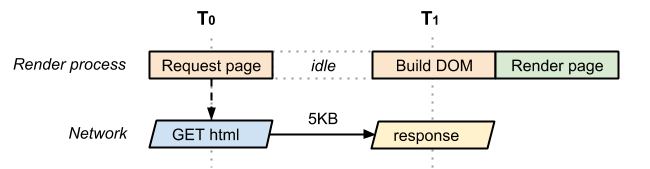 T0 T1
Render process Request page idle Build DOM Render page
Network GET html 5KB response